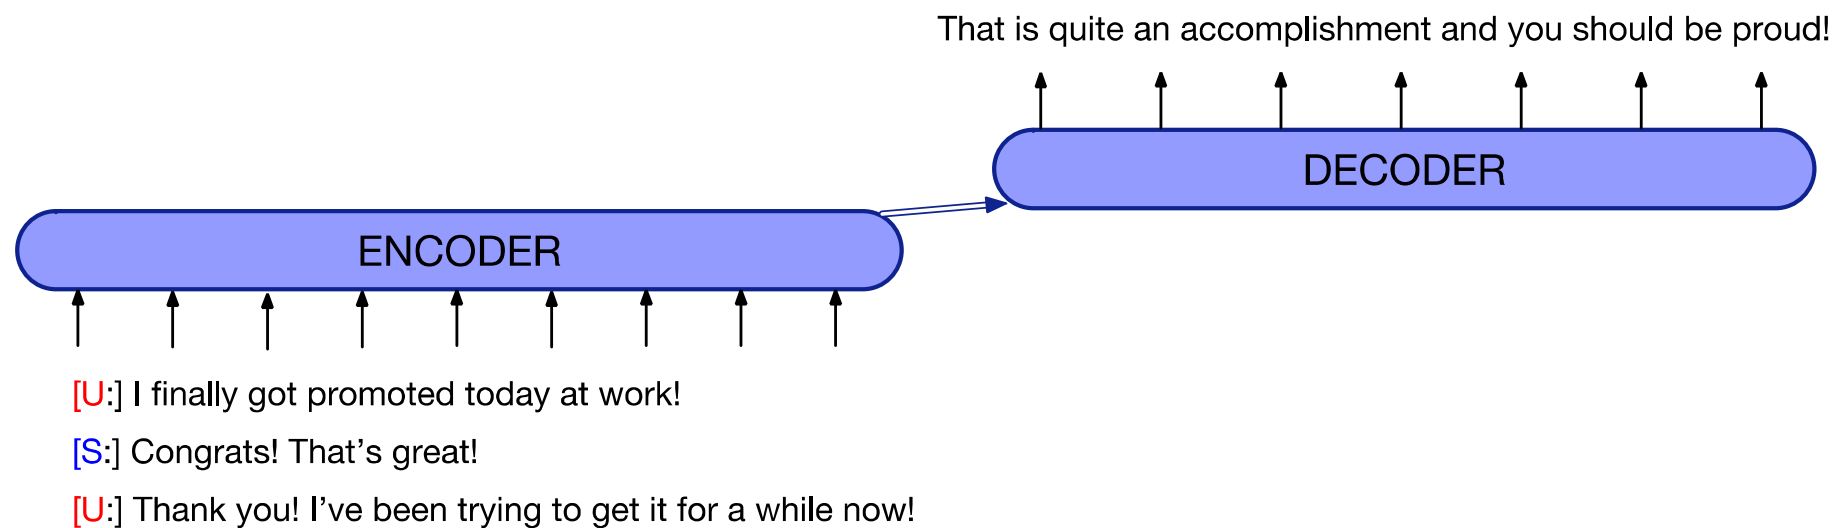 That is quite an accomplishment and you should be proud!
DECODER
ENCODER
[U:] I finally got promoted today at work!
[S:] Congrats! That’s great!
[U:] Thank you! I’ve been trying to get it for a while now!